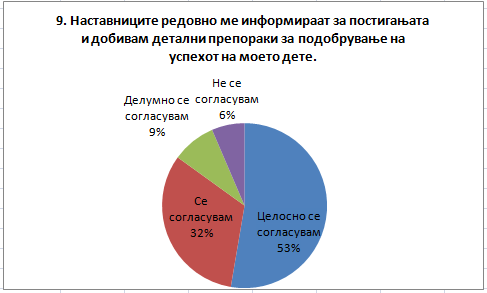 9. Наставниците редовно ме информираат за постигањата
и добивам детални препораки за подобрување на
успехот на моето дете.
Не се
согласувам
6%
Делумно се
согласувам
9%
Се
согласувам
32%
Целосно се
согласувам
53%